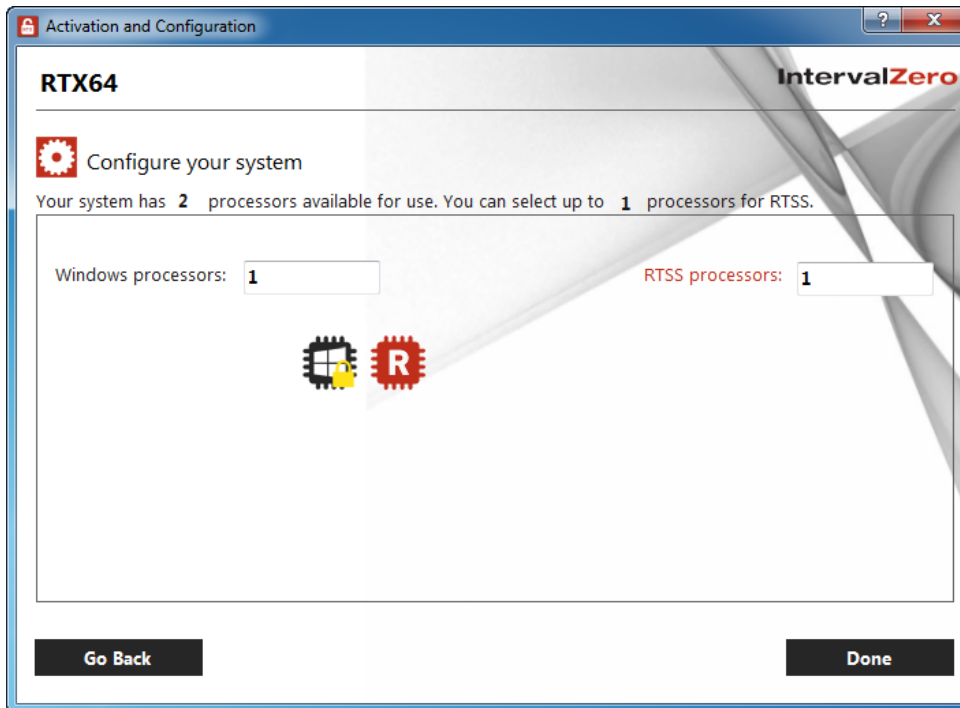 Activation and Configuration
?
RTX64
IntervalZero
Configure your system
Your system has 2 processors available for use. You can select up to 1 processors for RTSS.
Windows processors: 1
RTSS processors: 1
R
Go Back
Done